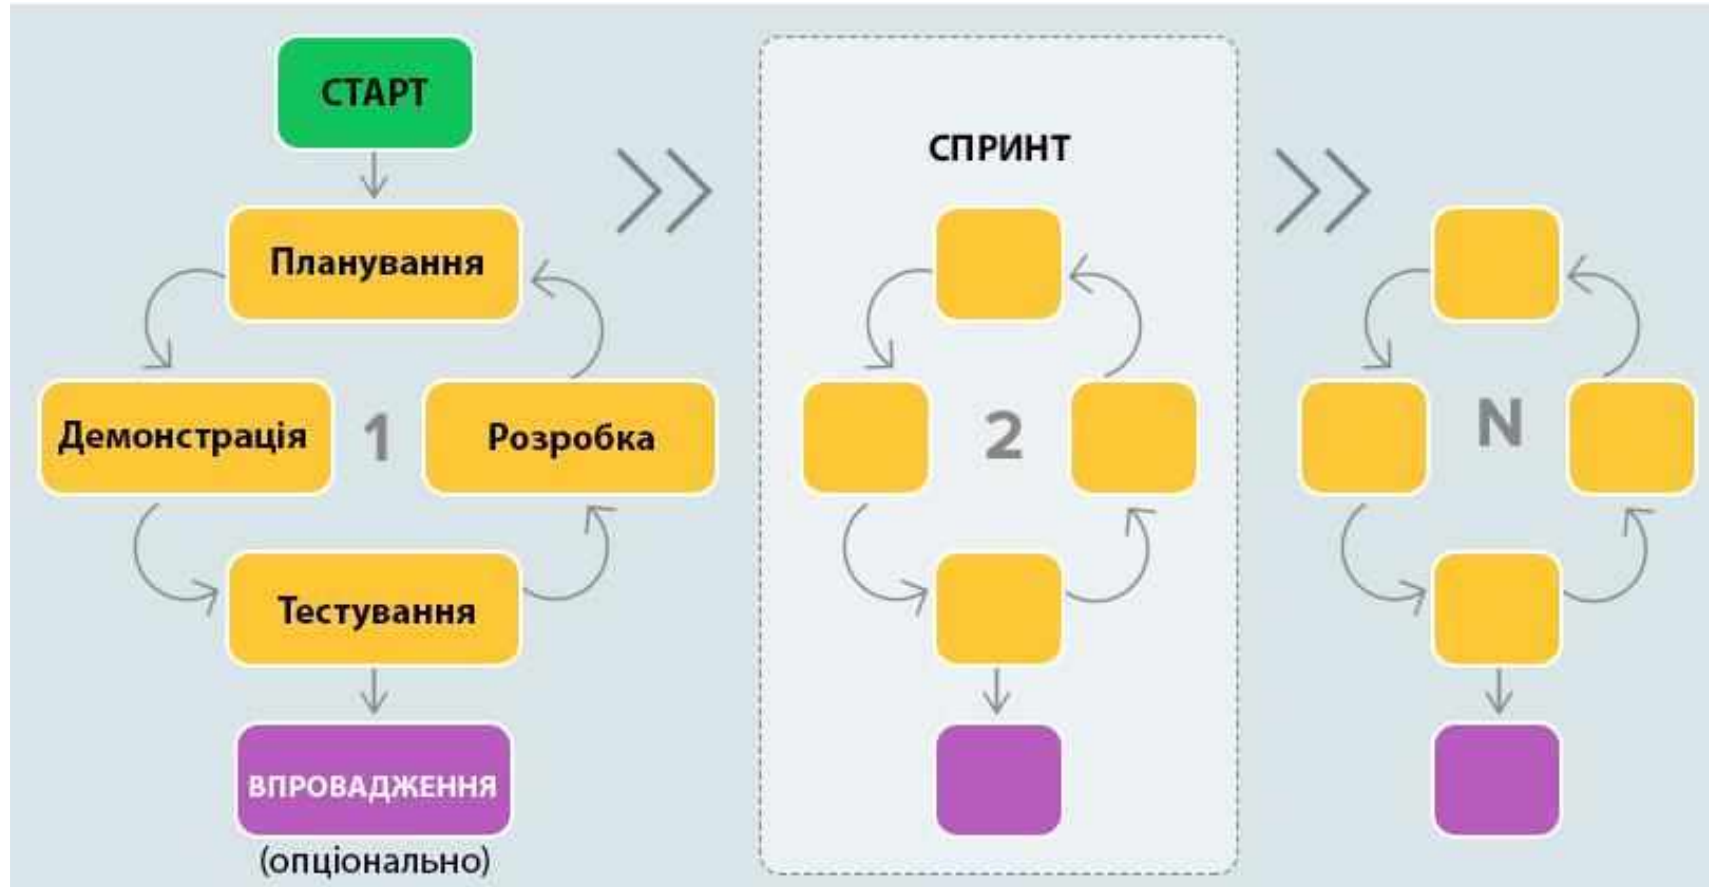 СТАРТ
СПРИНТ
Планування
Демонстрація
1
Розробка
2
N
Тестування
ВПРОВАДЖЕННЯ
(опціонально)